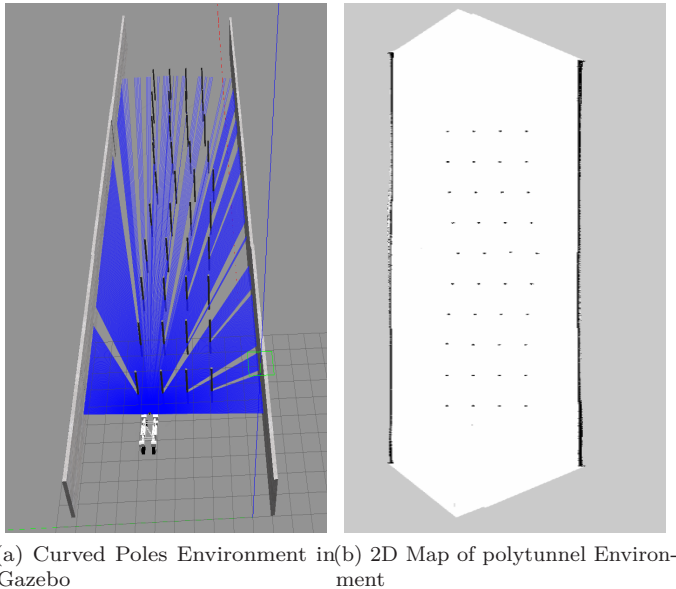 (a) Curved Poles Environment in
Gazebo
(b) 2D Map of polytunnel Environ-
ment